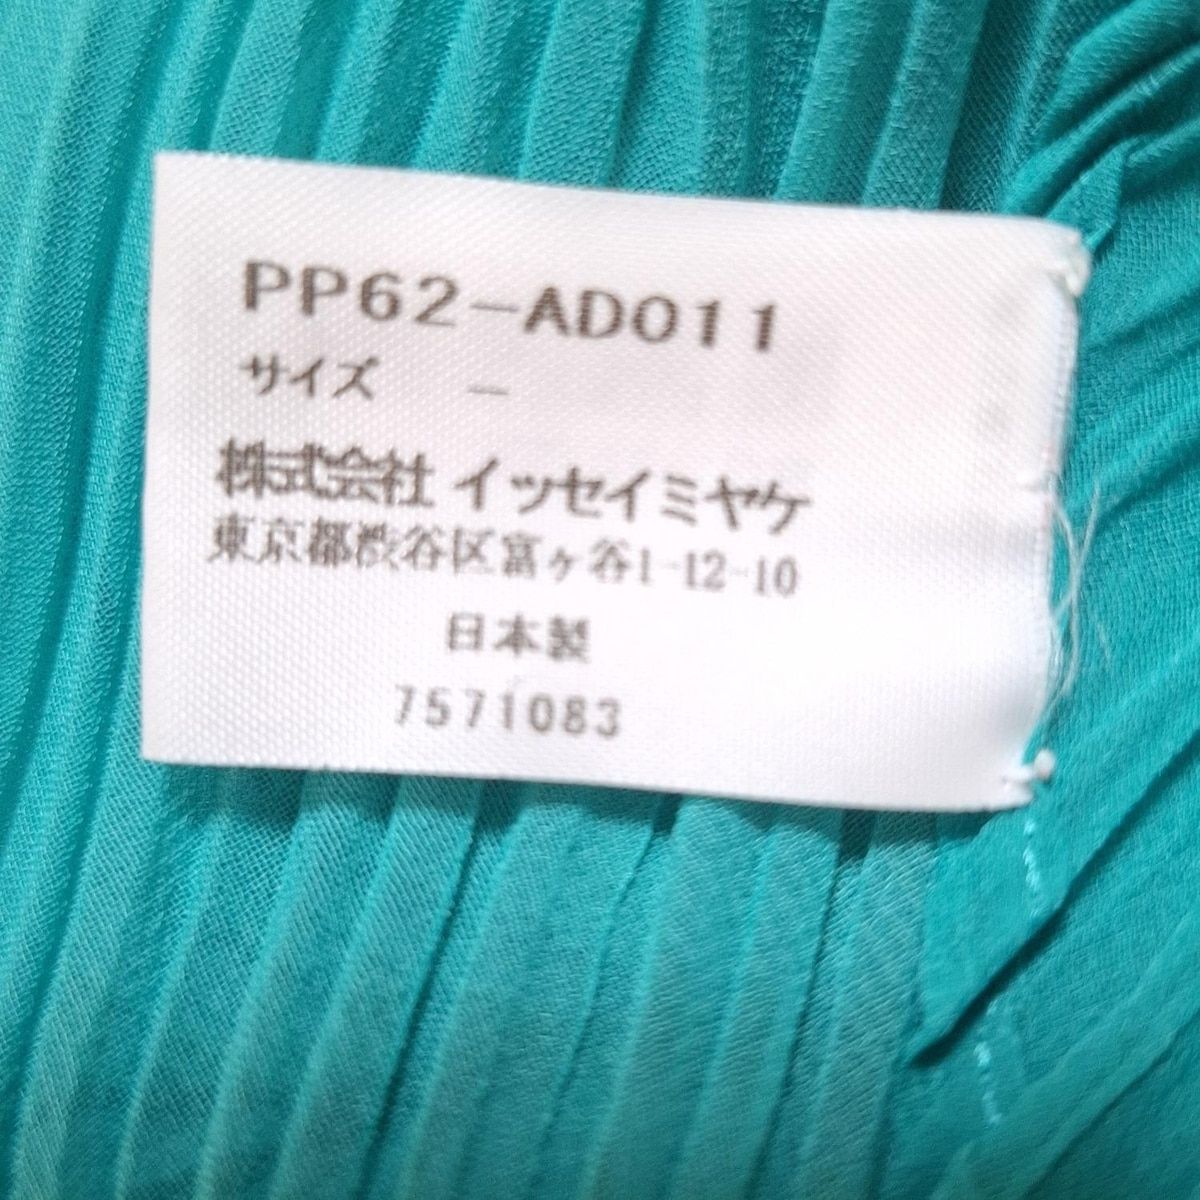 PP62-AD011
サイズ －
株式会社 イッセイミヤケ
東京都渋谷区富ヶ谷1-12-10
日本製
7571083